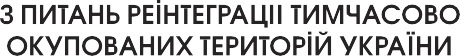 З ПИТАНЬ РЕІНТЕГРАЦІЇ ТИМЧАСОВО
ОКУПОВАНИХ ТЕРИТОРІЙ УКРАЇНИ